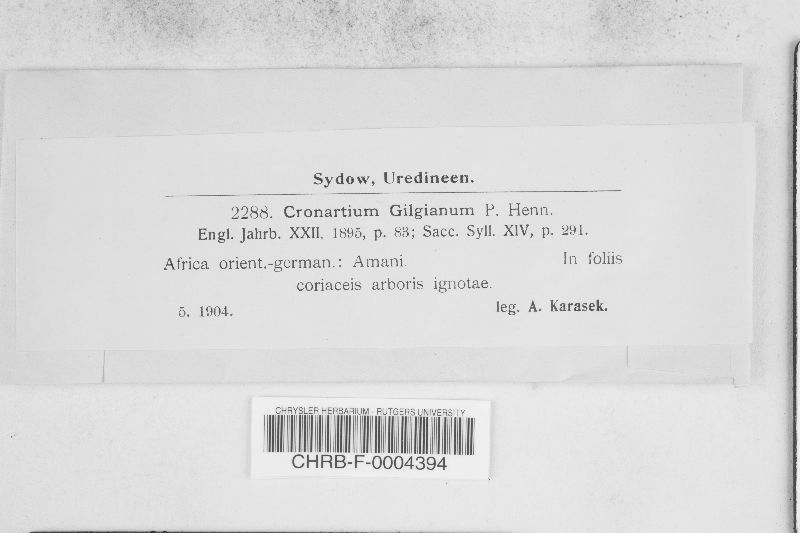 Sydow, Uredineen.
2288. Cronartium Gilgianum P. Henn.
Engl. Jahrb. XXII, 1895, p. 83; Sacc. Syll. XIV, p. 291.
Africa orient.-german.: Amani. In foliis
coriaceis arboris ignotae.
5. 1904. leg. A. Karasek.
CHRYSLER HERBARIUM - RUTGERS UNIVERSITY
CHRB-F-0004394